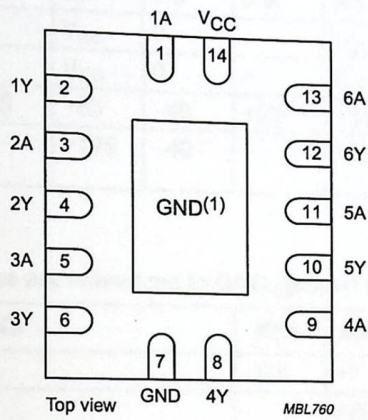 1A VCC
1 14
1Y 2 13 6A
2A 3 12 6Y
2Y 4 GND(1) 11 5A
3A 5 10 5Y
3Y 6 9 4A
7 8
GND 4Y
Top view MBL760